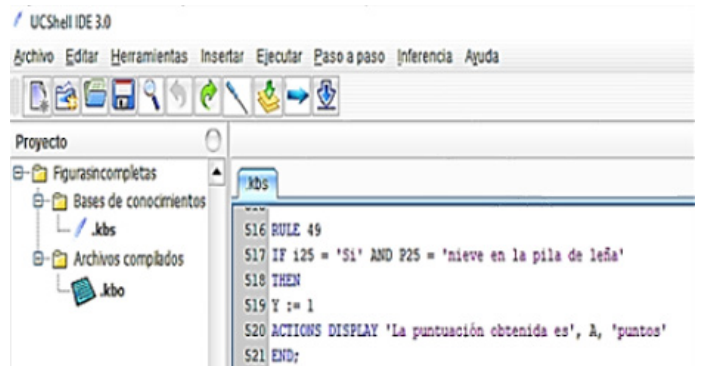 UCShell IDE 3.0
Archivo Editar Herramientas Insertar Ejecutar Paso a paso Inferencia Ayuda
Proyecto
Figurasincompletas
Bases de conocimientos
.kbs
Archivos compilados
.kbo
.kbs
516 RULE 49
517 IF i25 = 'Si' AND P25 = 'nieve en la pila de leña'
518 THEN
519 Y := 1
520 ACTIONS DISPLAY 'La puntuación obtenida es', A, 'puntos'
521 END;